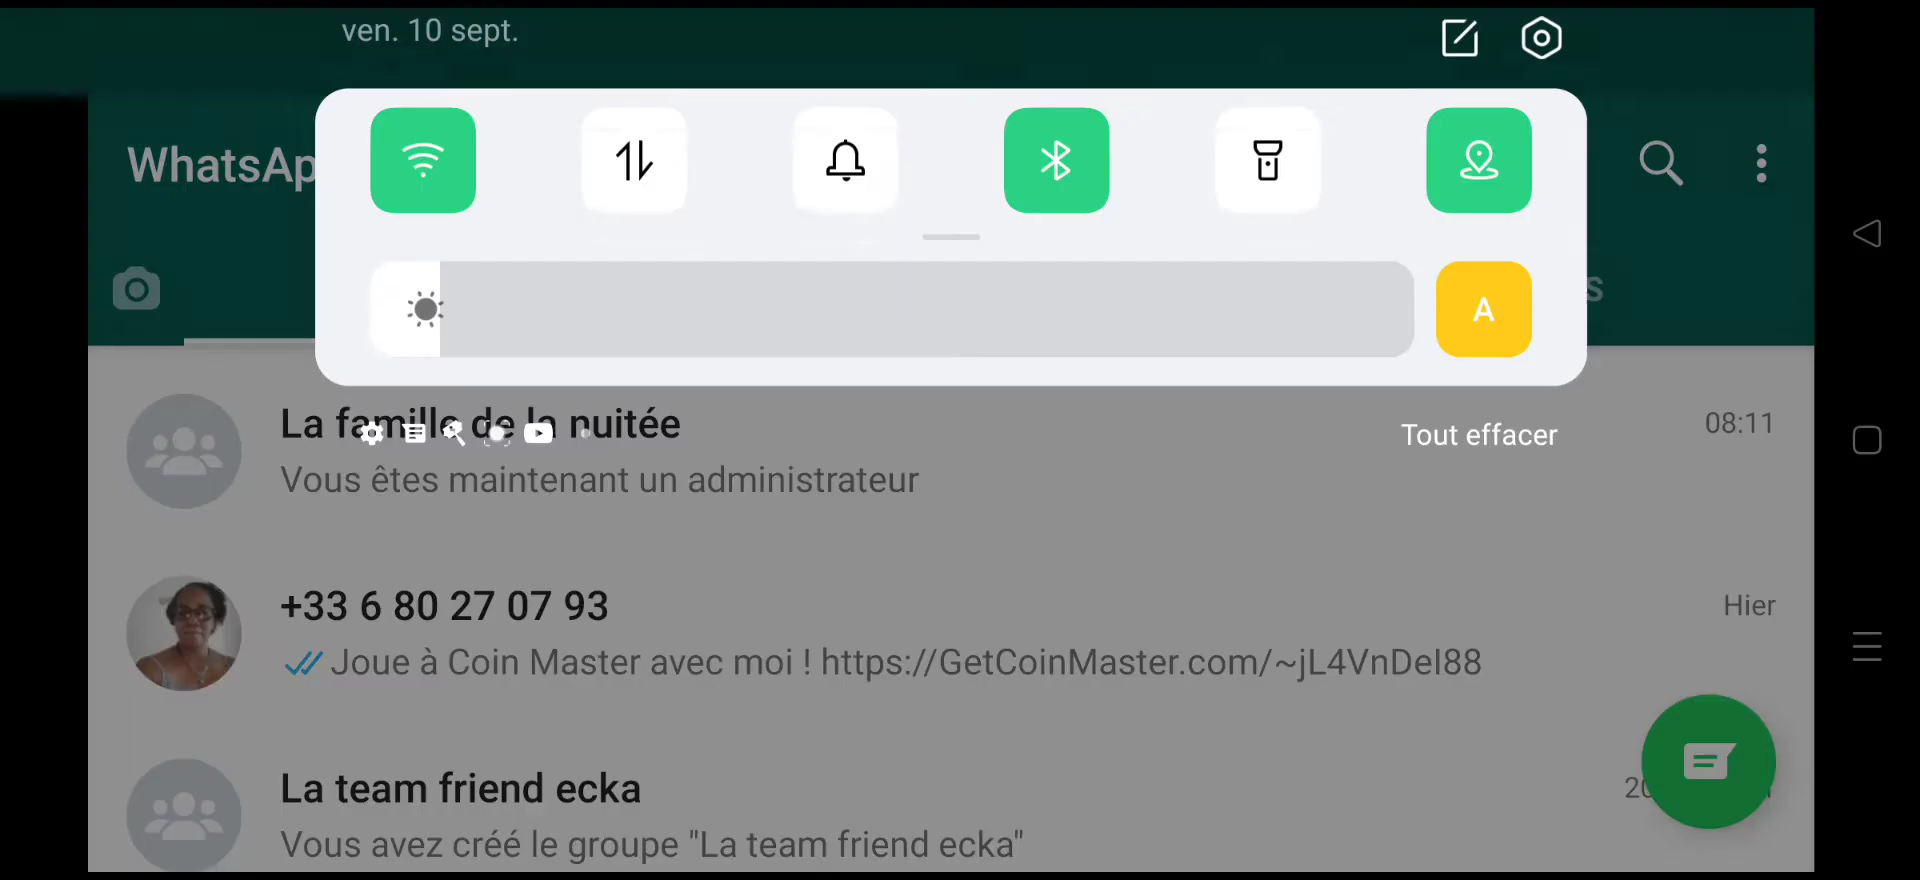 ven. 10 sept.
WhatsAp
A
S
La famille de la nuitée
08:11
Tout effacer
Vous êtes maintenant un administrateur
+33 6 80 27 07 93
Hier
Joue à Coin Master avec moi ! https://GetCoinMaster.com/~jL4VnDeI88
La team friend ecka
20
Vous avez créé le groupe "La team friend ecka"